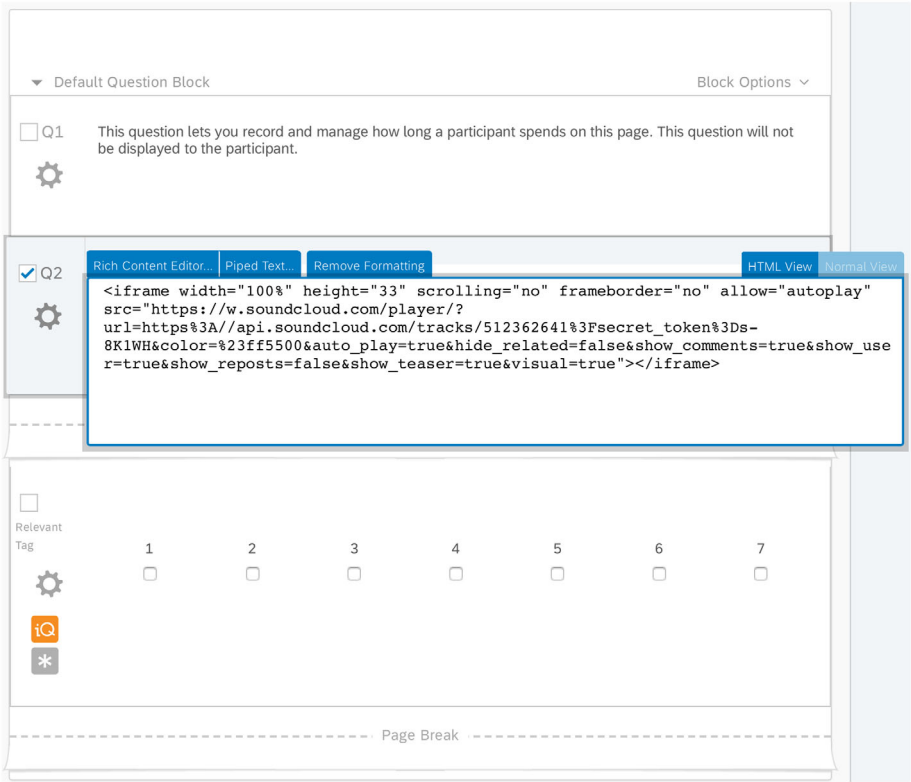 Default Question Block
Block Options
Q1
This question lets you record and manage how long a participant spends on this page. This question will not
be displayed to the participant.
Q2
Rich Content Editor... Piped Text... Remove Formatting HTML View Normal View
<iframe width="100%" height="33" scrolling="no" frameborder="no" allow="autoplay"
src="https://w.soundcloud.com/player/?
url=https%3A//api.soundcloud.com/tracks/512362641%3Fsecret_token%3Ds-
8K1WH&color=%23ff5500&auto_play=true&hide_related=false&show_comments=true&show_use
r=true&show_reposts=false&show_teaser=true&visual=true"></iframe>
Relevant
Tag
1 2 3 4 5 6 7
iQ
*
Page Break